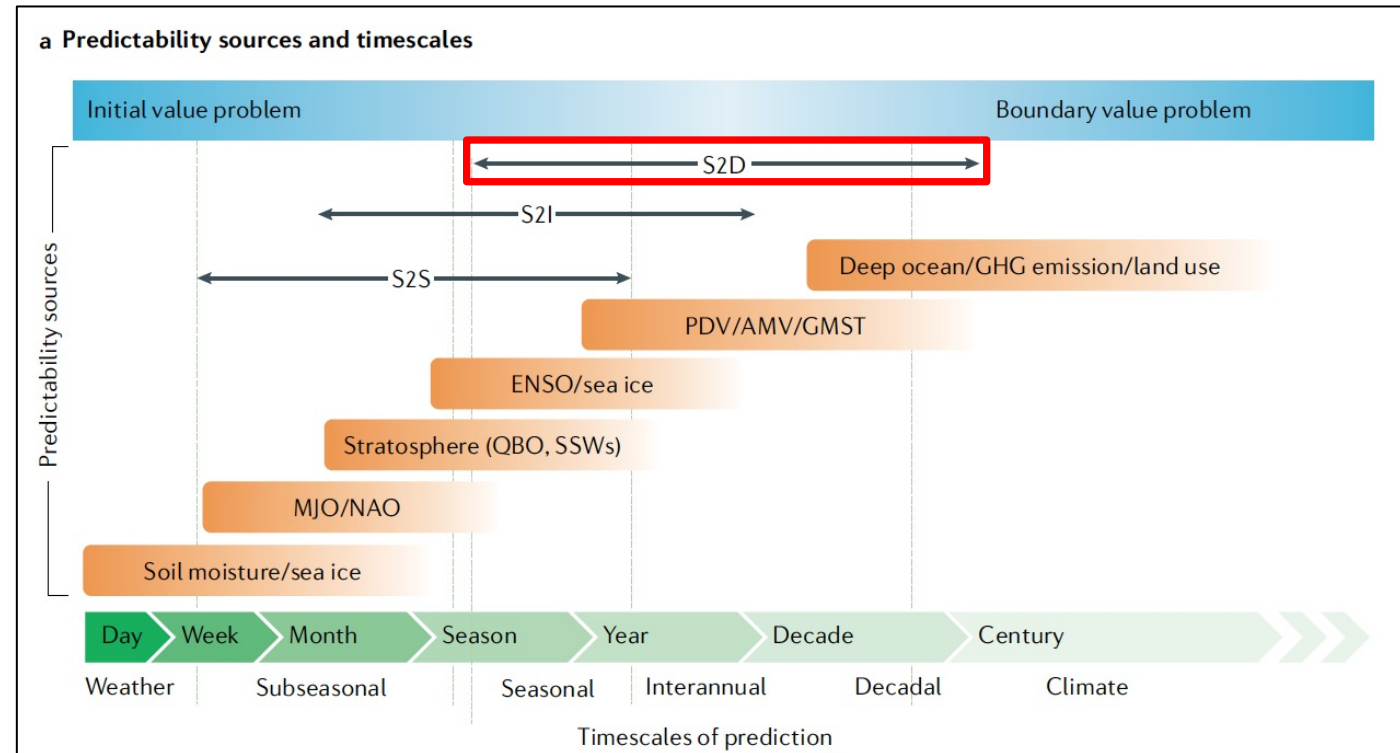 a Predictability sources and timescales
Initial value problem
Boundary value problem
S2D
S2I
S2S
Deep ocean/GHG emission/land use
PDV/AMV/GMST
ENSO/sea ice
Stratosphere (QBO, SSWs)
MJO/NAO
Soil moisture/sea ice
Predictability sources
Day Week Month Season Year Decade Century
Weather Subseasonal Seasonal Interannual Decadal Climate
Timescales of prediction